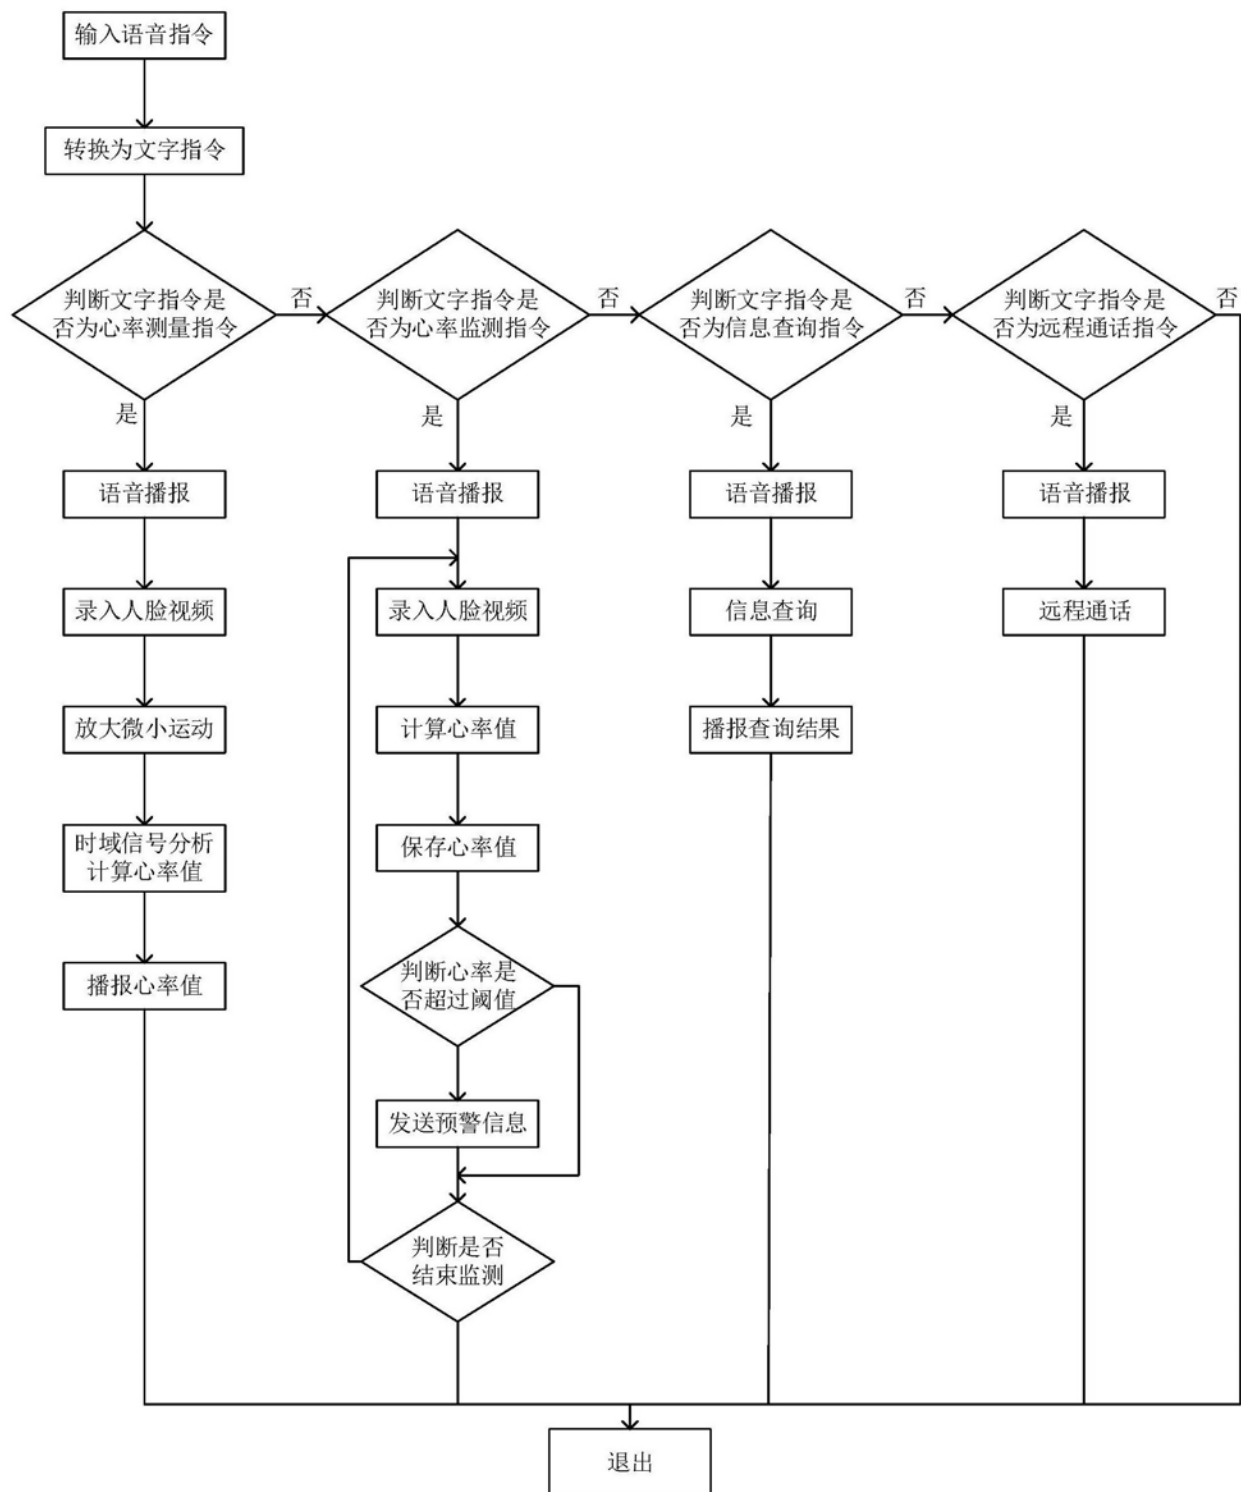 输入语音指令
转换为文字指令
判断文字指令是
否为心率测量指令
否
判断文字指令是
否为心率监测指令
否
判断文字指令是
否为信息查询指令
否
判断文字指令是
否为远程通话指令
否
是
是
是
是
语音播报
语音播报
语音播报
语音播报
录入人脸视频
录入人脸视频
信息查询
远程通话
放大微小运动
计算心率值
播报查询结果
时域信号分析
计算心率值
保存心率值
播报心率值
判断心率是
否超过阈值
发送预警信息
判断是否
结束监测
退出